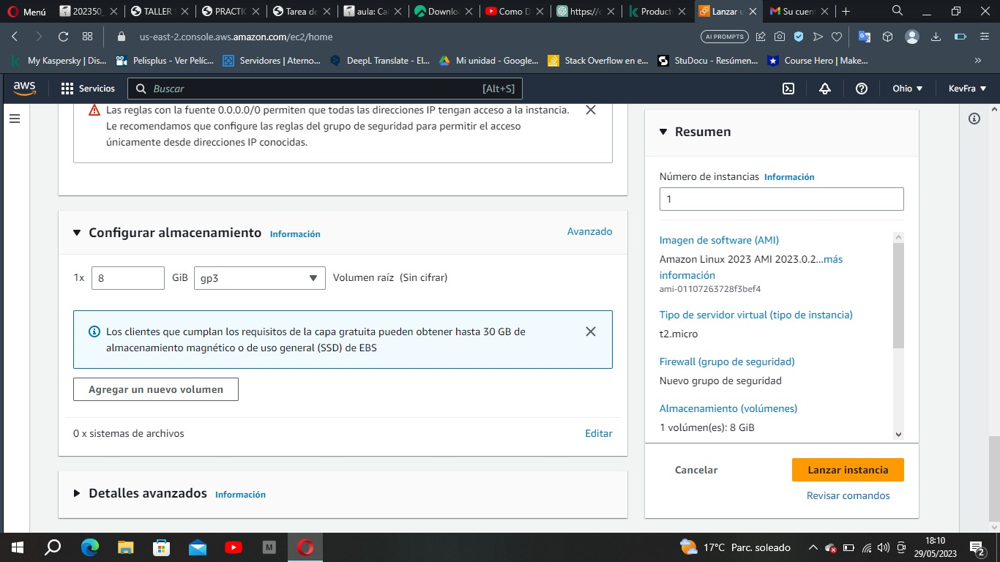 Menú
202350_
TALLER
PRACTIC
Tarea de
aula: Ca
Downlo
Como D
https://c
Product
Lanzar u
Su cuen
us-east-2.console.aws.amazon.com/ec2/home
AI PROMPTS
My Kaspersky | Dis...
Pelisplus - Ver Pelíc...
Servidores | Aterno...
DeepL Translate - El...
Mi unidad - Google...
Stack Overflow en e...
StuDocu - Resúmen...
Course Hero | Make...
»
aws
Servicios
Buscar
[Alt+S]
Ohio
KevFra
Las reglas con la fuente 0.0.0.0/0 permiten que todas las direcciones IP tengan acceso a la instancia.
Le recomendamos que configure las reglas del grupo de seguridad para permitir el acceso
únicamente desde direcciones IP conocidas.
Configurar almacenamiento Información
Avanzado
1x 8 GiB gp3 Volumen raíz (Sin cifrar)
Los clientes que cumplan los requisitos de la capa gratuita pueden obtener hasta 30 GB de
almacenamiento magnético o de uso general (SSD) de EBS
Agregar un nuevo volumen
0 x sistemas de archivos
Editar
Detalles avanzados Información
Resumen
Número de instancias Información
1
Imagen de software (AMI)
Amazon Linux 2023 AMI 2023.0.2...más
información
ami-01107263728f3bef4
Tipo de servidor virtual (tipo de instancia)
t2.micro
Firewall (grupo de seguridad)
Nuevo grupo de seguridad
Almacenamiento (volúmenes)
1 volúmen(es): 8 GiB
Cancelar
Lanzar instancia
Revisar comandos
M
17°C Parc. soleado
18:10
29/05/2023
2